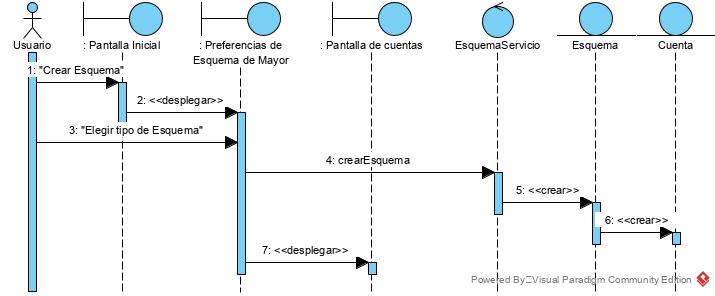 Usuario
: Pantalla Inicial
: Preferencias de
Esquema de Mayor
: Pantalla de cuentas
EsquemaServicio
Esquema
Cuenta
1: "Crear Esquema"
2: <<desplegar>>
3: "Elegir tipo de Esquema"
4: crearEsquema
5: <<crear>>
6: <<crear>>
7: <<desplegar>>
Powered By Visual Paradigm Community Edition